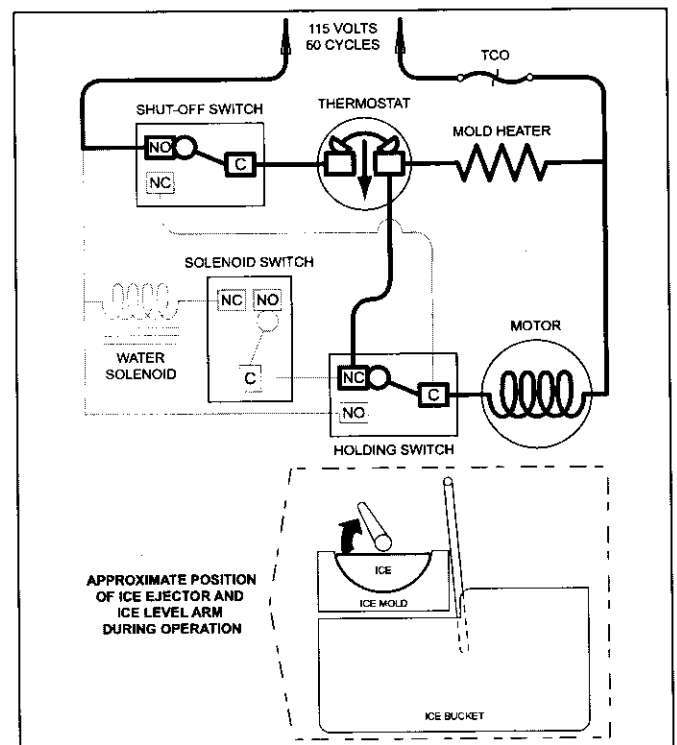 115 VOLTS
60 CYCLES
TCO
SHUT-OFF SWITCH
THERMOSTAT
MOLD HEATER
NO
C
NC
SOLENOID SWITCH
NC
NO
MOTOR
WATER
SOLENOID
C
NC
C
NO
HOLDING SWITCH
APPROXIMATE POSITION
OF ICE EJECTOR AND
ICE LEVEL ARM
DURING OPERATION
ICE
ICE MOLD
ICE BUCKET